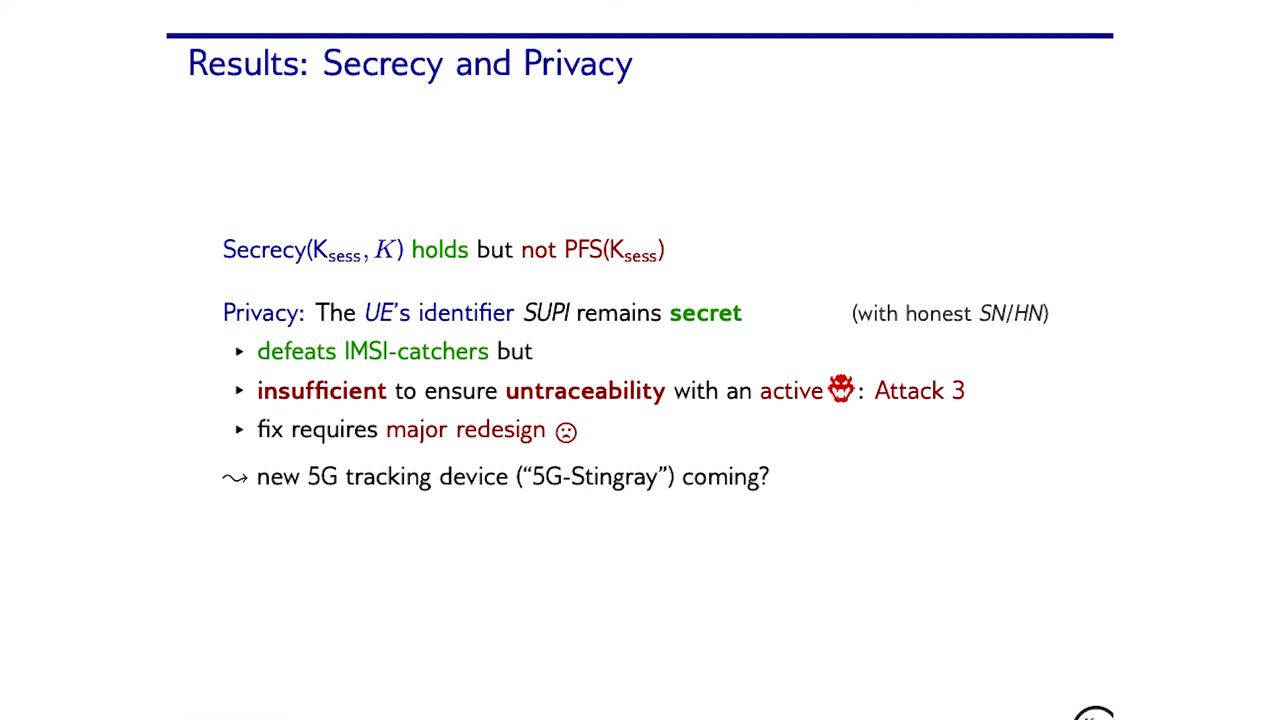 Results: Secrecy and Privacy
Secrecy(Ksess, K) holds but not PFS(Ksess)
Privacy: The UE's identifier SUPI remains secret (with honest SN/HN)
‣ defeats IMSI-catchers but
‣ insufficient to ensure untraceability with an active : Attack 3
‣ fix requires major redesign ☹
⇝ new 5G tracking device (“5G-Stingray”) coming?